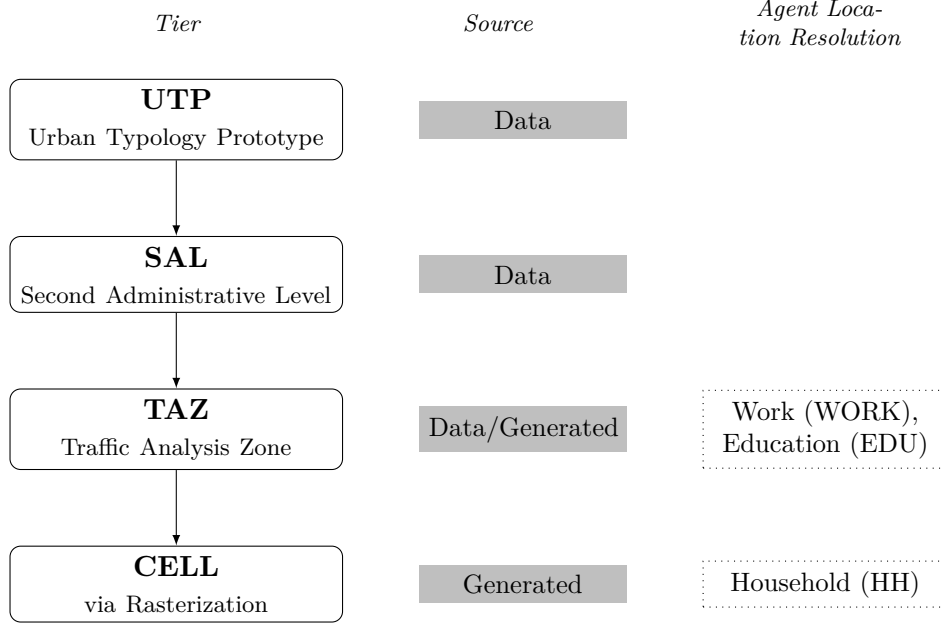 Tier
Source
Agent Loca-
tion Resolution
UTP
Urban Typology Prototype
Data
SAL
Second Administrative Level
Data
TAZ
Traffic Analysis Zone
Data/Generated
Work (WORK),
Education (EDU)
CELL
via Rasterization
Generated
Household (HH)